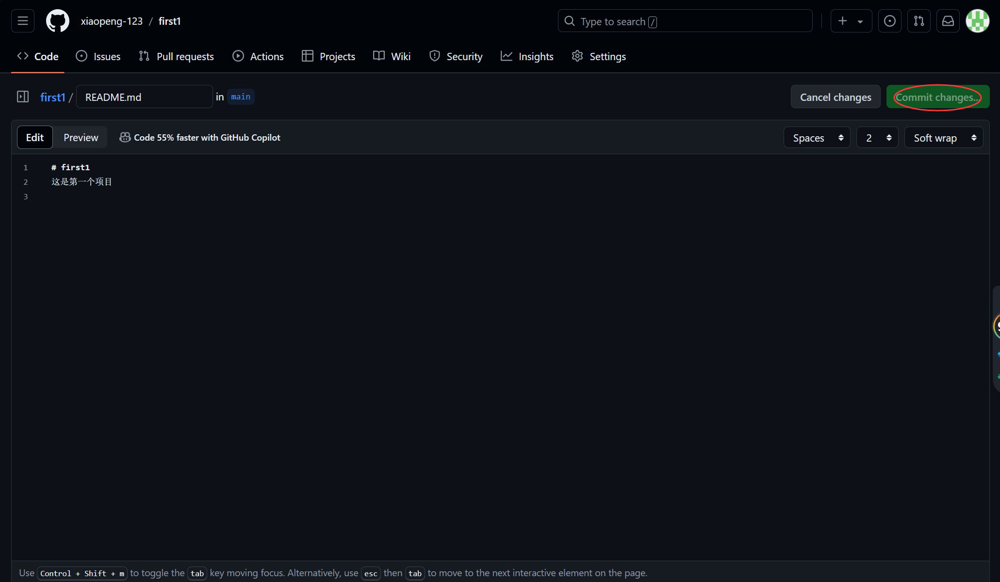 xiaopeng-123 / first1
Type to search /
Code Issues Pull requests Actions Projects Wiki Security Insights Settings
first1 / README.md in main
Cancel changes Commit changes...
Edit Preview Code 55% faster with GitHub Copilot
Spaces 2 Soft wrap
1 # first1
2 这是第一个项目
3
Use Control + Shift + m to toggle the tab key moving focus. Alternatively, use esc then tab to move to the next interactive element on the page.